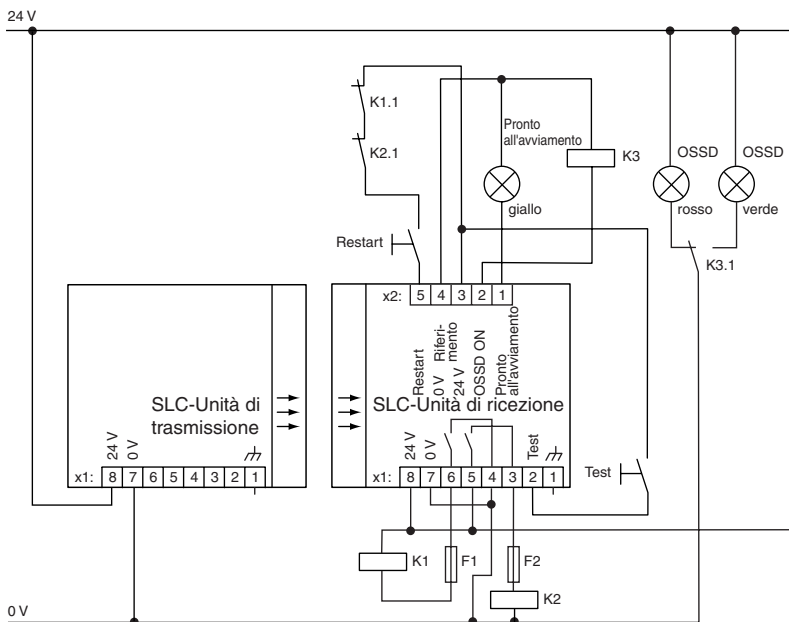 24 V
K1.1
K2.1
Restart
Pronto
all'avviamento
giallo
K3
OSSD
OSSD
rosso
verde
K3.1
x2:
5 4 3 2 1
Restart
0 V
Riferi-
mento
24 V
OSSD ON
Pronto
all'avviamento
SLC-Unità di
trasmissione
SLC-Unità di ricezione
24 V
0 V
x1:
8 7 6 5 4 3 2 1
24 V
0 V
Test
x1:
8 7 6 5 4 3 2 1
Test
K1
F1
F2
K2
0 V